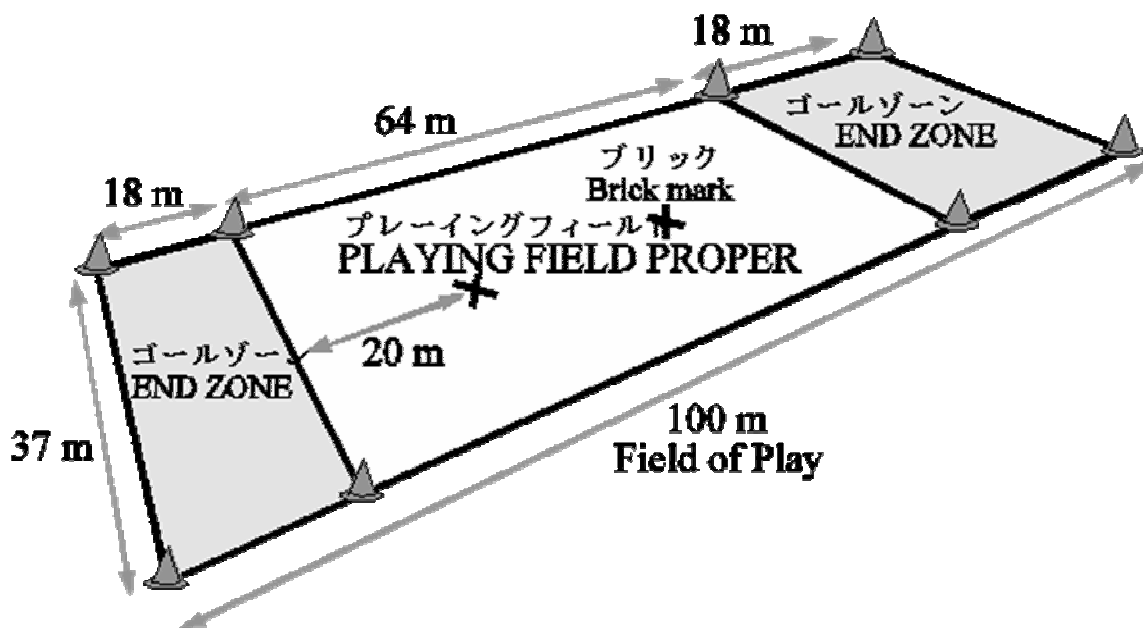 18 m
ゴールゾーン
END ZONE
64 m
ブリック
Brick mark
18 m
プレーイングフィールド
PLAYING FIELD PROPER
20 m
ゴールゾーン
END ZONE
37 m
100 m
Field of Play